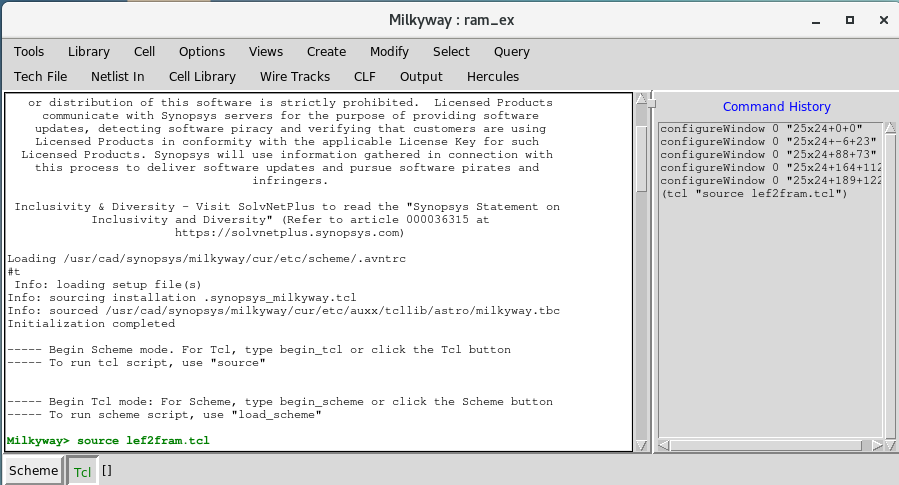 Milkyway : ram_ex
Tools Library Cell Options Views Create Modify Select Query
Tech File Netlist In Cell Library Wire Tracks CLF Output Hercules
or distribution of this software is strictly prohibited.  Licensed Products
communicate with Synopsys servers for the purpose of providing software
updates, detecting software piracy and verifying that customers are using
Licensed Products in conformity with the applicable License Key for such
Licensed Products. Synopsys will use information gathered in connection with
this process to deliver software updates and pursue software pirates and
infringers.
Inclusivity & Diversity - Visit SolvNetPlus to read the "Synopsys Statement on
Inclusivity and Diversity" (Refer to article 000036315 at
https://solvnetplus.synopsys.com)
Loading /usr/cad/synopsys/milkyway/cur/etc/scheme/.avntrc
#t
Info: loading setup file(s)
Info: sourcing installation .synopsys_milkyway.tcl
Info: sourced /usr/cad/synopsys/milkyway/cur/etc/auxx/tcllib/astro/milkyway.tbc
Initialization completed
----- Begin Scheme mode. For Tcl, type begin_tcl or click the Tcl button
----- To run tcl script, use "source"
----- Begin Tcl mode: For Scheme, type begin_scheme or click the Scheme button
----- To run scheme script, use "load_scheme"
Milkyway> source lef2fram.tcl
Command History
configureWindow 0 "25x24+0+0"
configureWindow 0 "25x24+-6+23"
configureWindow 0 "25x24+88+73"
configureWindow 0 "25x24+164+112
configureWindow 0 "25x24+189+122
(tcl "source lef2fram.tcl")
Scheme Tcl []